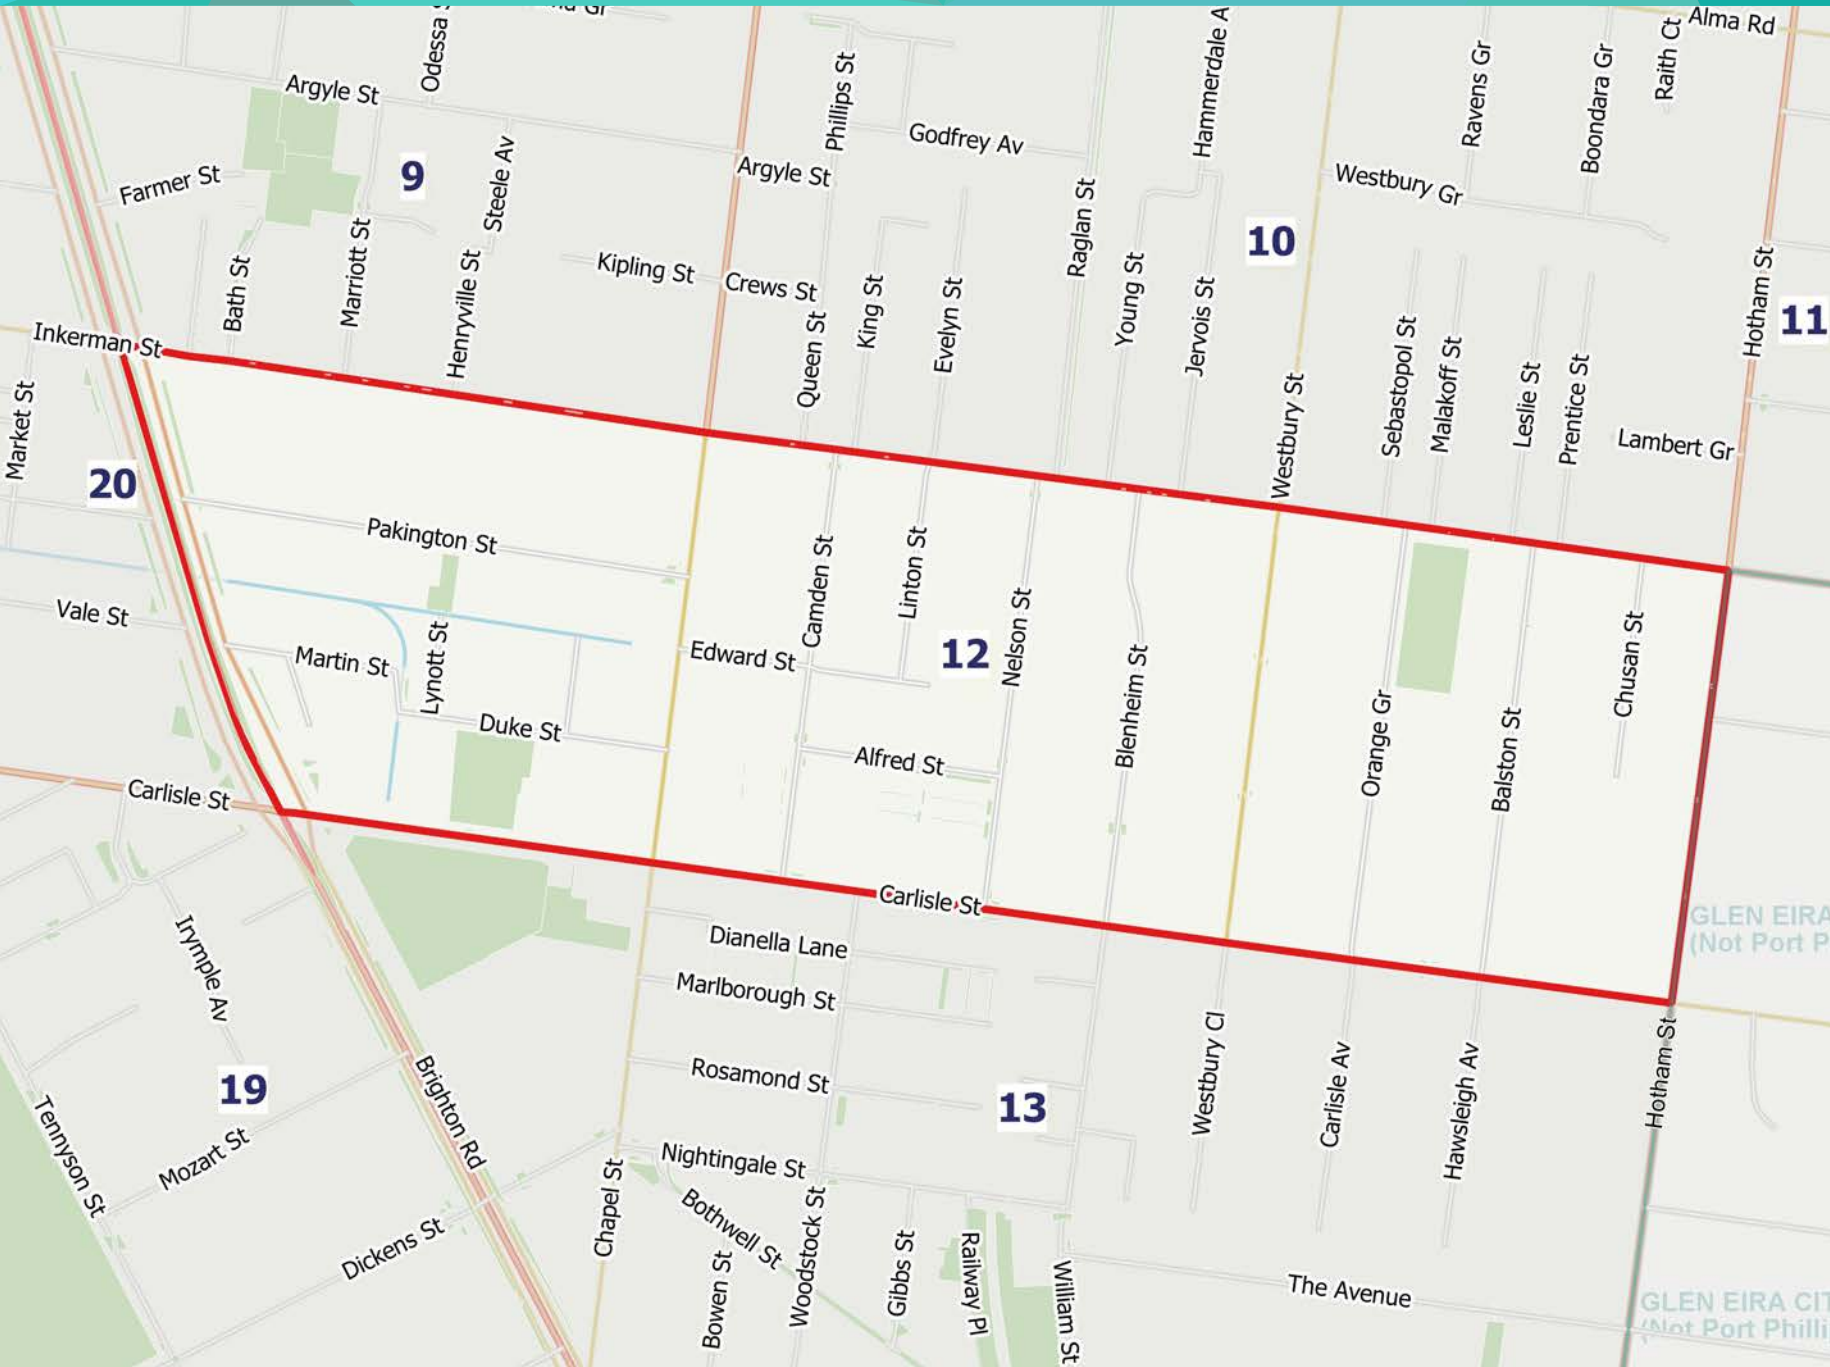 Alma Rd
Odessa
Hammerdale A
Ravens Gr
Boondara Gr
Raith Ct
Argyle St
Phillips St
Godfrey Av
9
Steele Av
Argyle St
Farmer St
Westbury Gr
Raglan St
10
Marriott St
Bath St
Henryville St
Kipling St
Crews St
Queen St
King St
Evelyn St
Young St
Jervois St
Hotham St
11
Inkerman St
Market St
Westbury St
Sebastopol St
Malakoff St
Leslie St
Prentice St
Lambert Gr
20
Pakington St
Camden St
Linton St
Nelson St
Vale St
Martin St
Lynott St
Edward St
12
Blenheim St
Chusan St
Duke St
Alfred St
Orange Gr
Balston St
Carlisle St
Carlisle St
GLEN EIRA
(Not Port P
Irymple Av
Dianella Lane
Marlborough St
Westbury Cl
Carlisle Av
Hawsleigh Av
Hotham St
19
Brighton Rd
Rosamond St
13
Tennyson St
Mozart St
Chapel St
Nightingale St
Bothwell St
Woodstock St
Dickens St
Bowen St
Gibbs St
Railway Pl
William St
The Avenue
GLEN EIRA CIT
(Not Port Philli